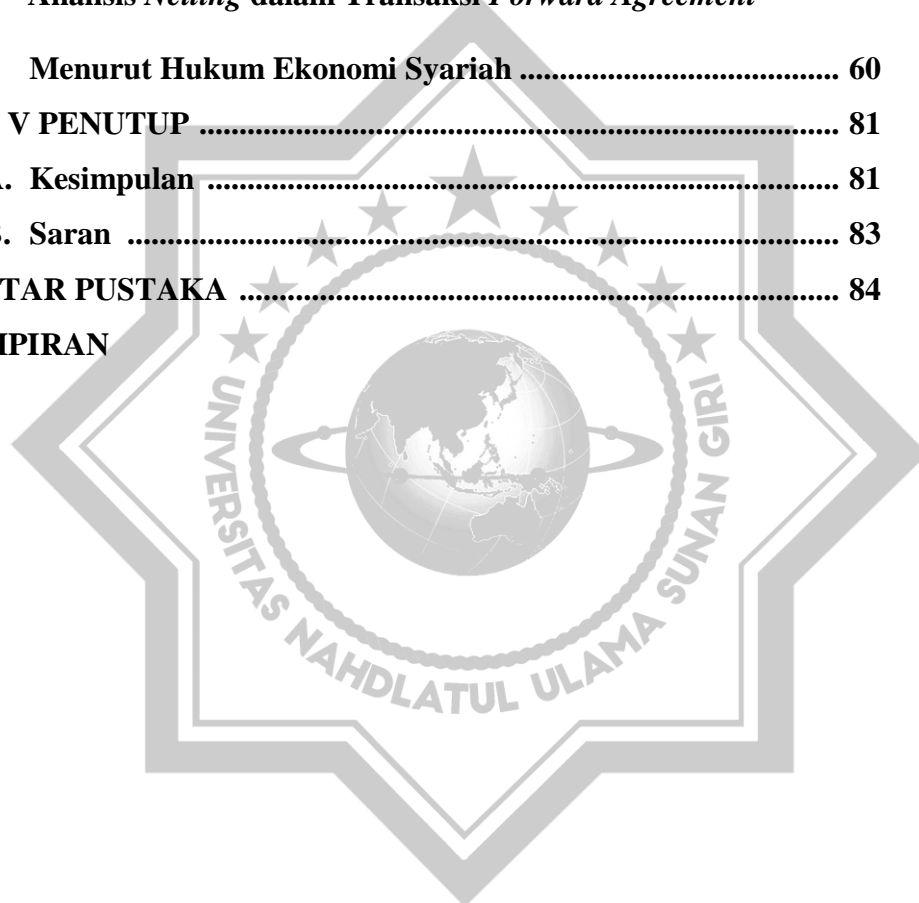 Analisis Netting dalam Transaksi Forward Agreement
Menurut Hukum Ekonomi Syariah ........................................ 60
V PENUTUP ................................................................................ 81
. Kesimpulan ............................................................................... 81
. Saran ......................................................................................... 83
TAR PUSTAKA ........................................................................... 84
IPIRAN
UNIVERSITAS NAHDLATUL ULAMA SUNAN GIRI